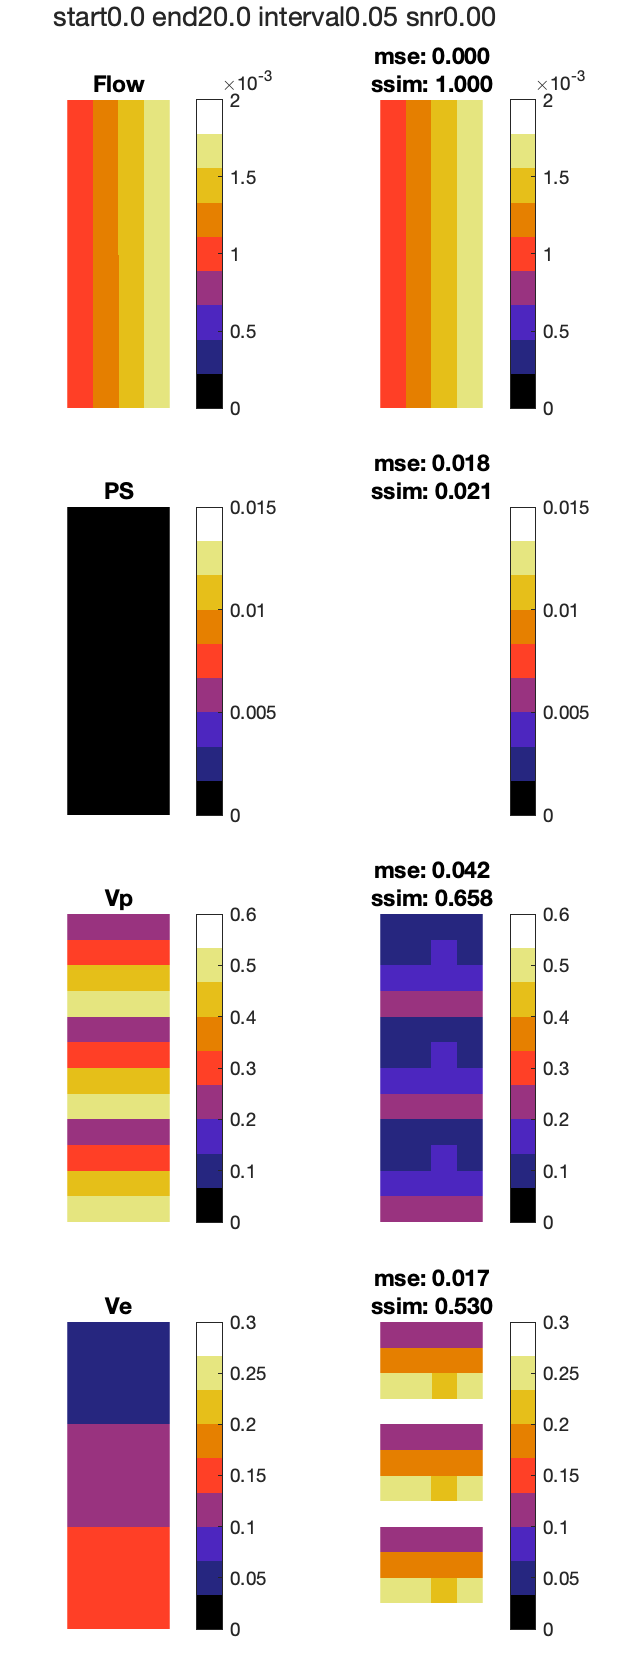 start0.0 end20.0 interval0.05 snr0.00
mse: 0.000
Flow ×10-3 ssim: 1.000 ×10-3
2 2
1.5 1.5
1 1
0.5 0.5
0 0
mse: 0.018
PS ssim: 0.021
0.015 0.015
0.01 0.01
0.005 0.005
0 0
mse: 0.042
Vp ssim: 0.658
0.6 0.6
0.5 0.5
0.4 0.4
0.3 0.3
0.2 0.2
0.1 0.1
0 0
mse: 0.017
Ve ssim: 0.530
0.3 0.3
0.25 0.25
0.2 0.2
0.15 0.15
0.1 0.1
0.05 0.05
0 0